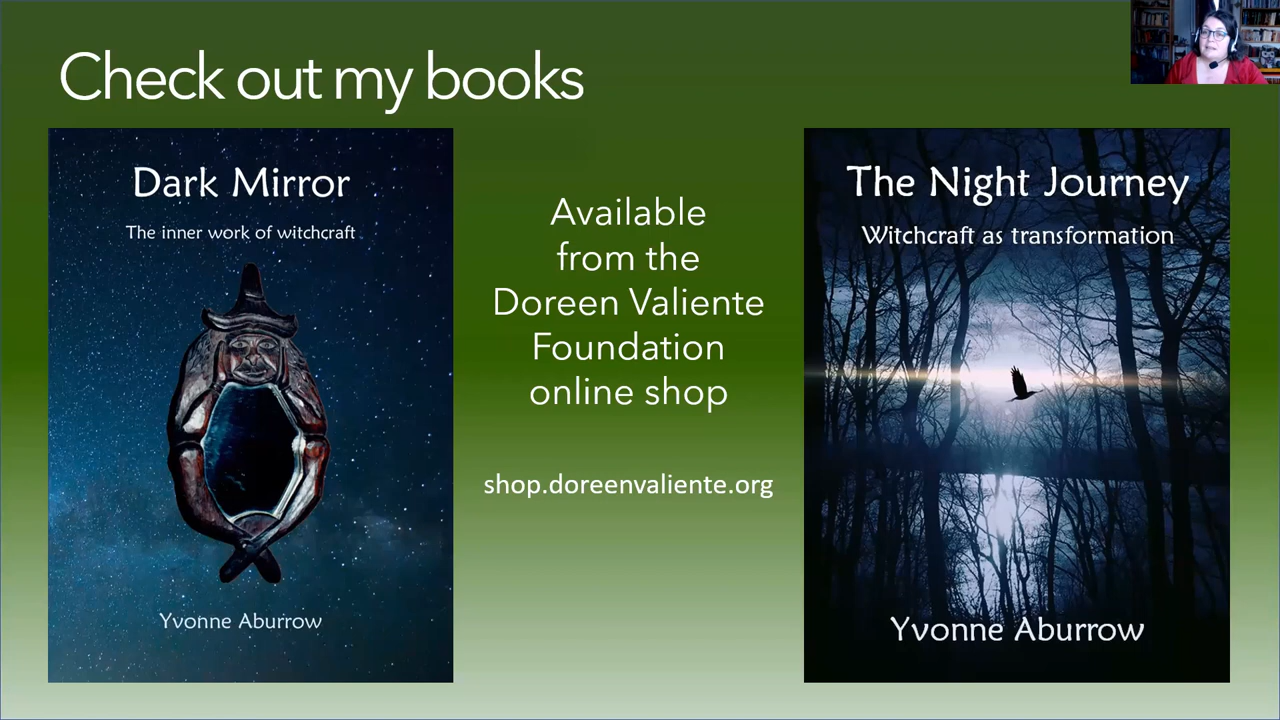 Check out my books
Dark Mirror
The inner work of witchcraft
Yvonne Aburrow
Available
from the
Doreen Valiente
Foundation
online shop
shop.doreenvaliente.org
The Night Journey
Witchcraft as transformation
Yvonne Aburrow